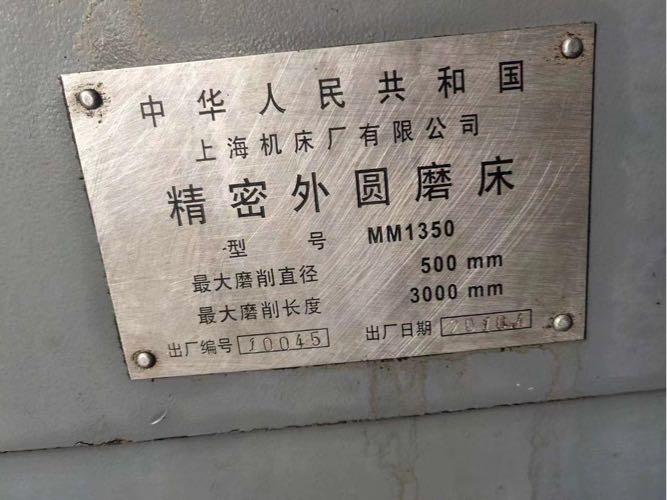 中华人民共和国
上海机床厂有限公司
精密外圆磨床
型 号 MM1350
最大磨削直径 500 mm
最大磨削长度 3000 mm
出厂编号 10045 出厂日期